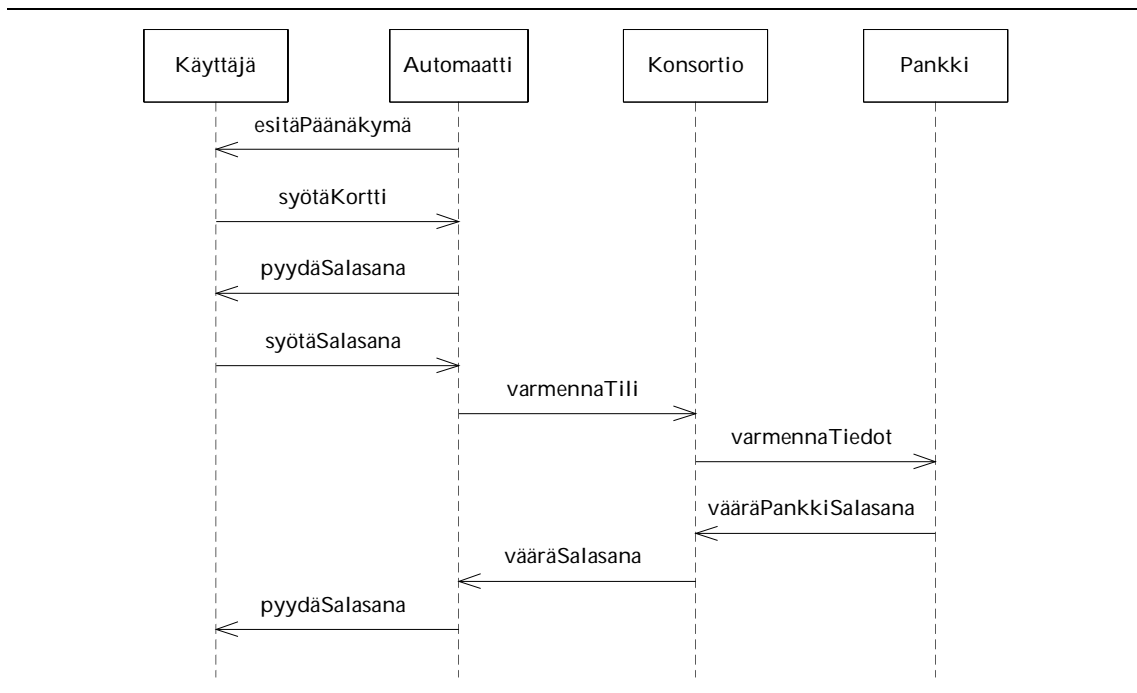 Käyttäjä
Automaatti
Konsortio
Pankki
esitäPäänäkymä
syötäKortti
pyydäSalasana
syötäSalasana
varmennaTili
varmennaTiedot
vääräPankkiSalasana
vääräSalasana
pyydäSalasana